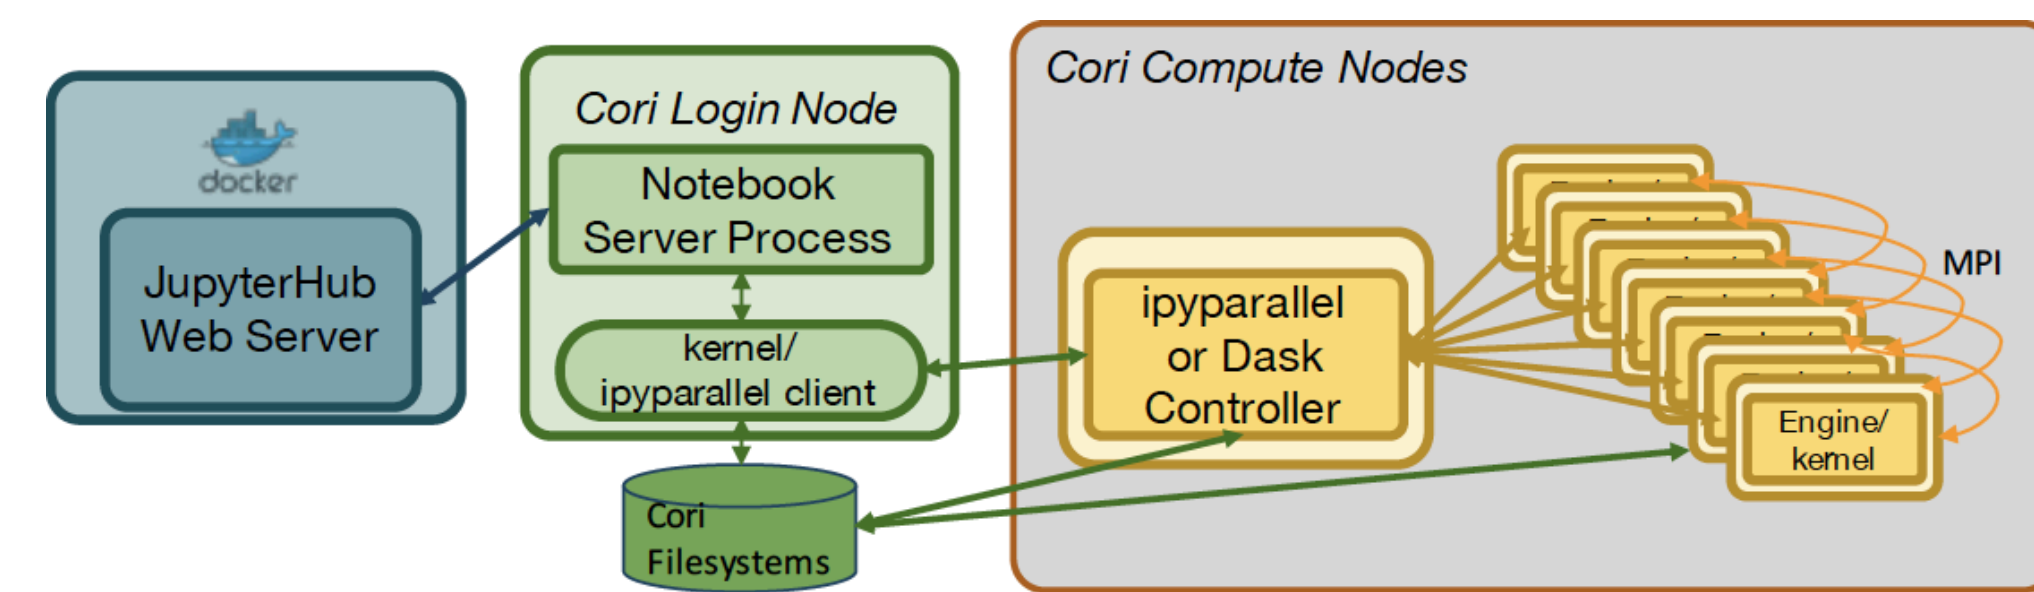 docker
JupyterHub
Web Server
Cori Login Node
Notebook
Server Process
kernel/
ipyparallel client
Cori
Filesystems
Cori Compute Nodes
ipyparallel
or Dask
Controller
MPI
Engine/
kernel